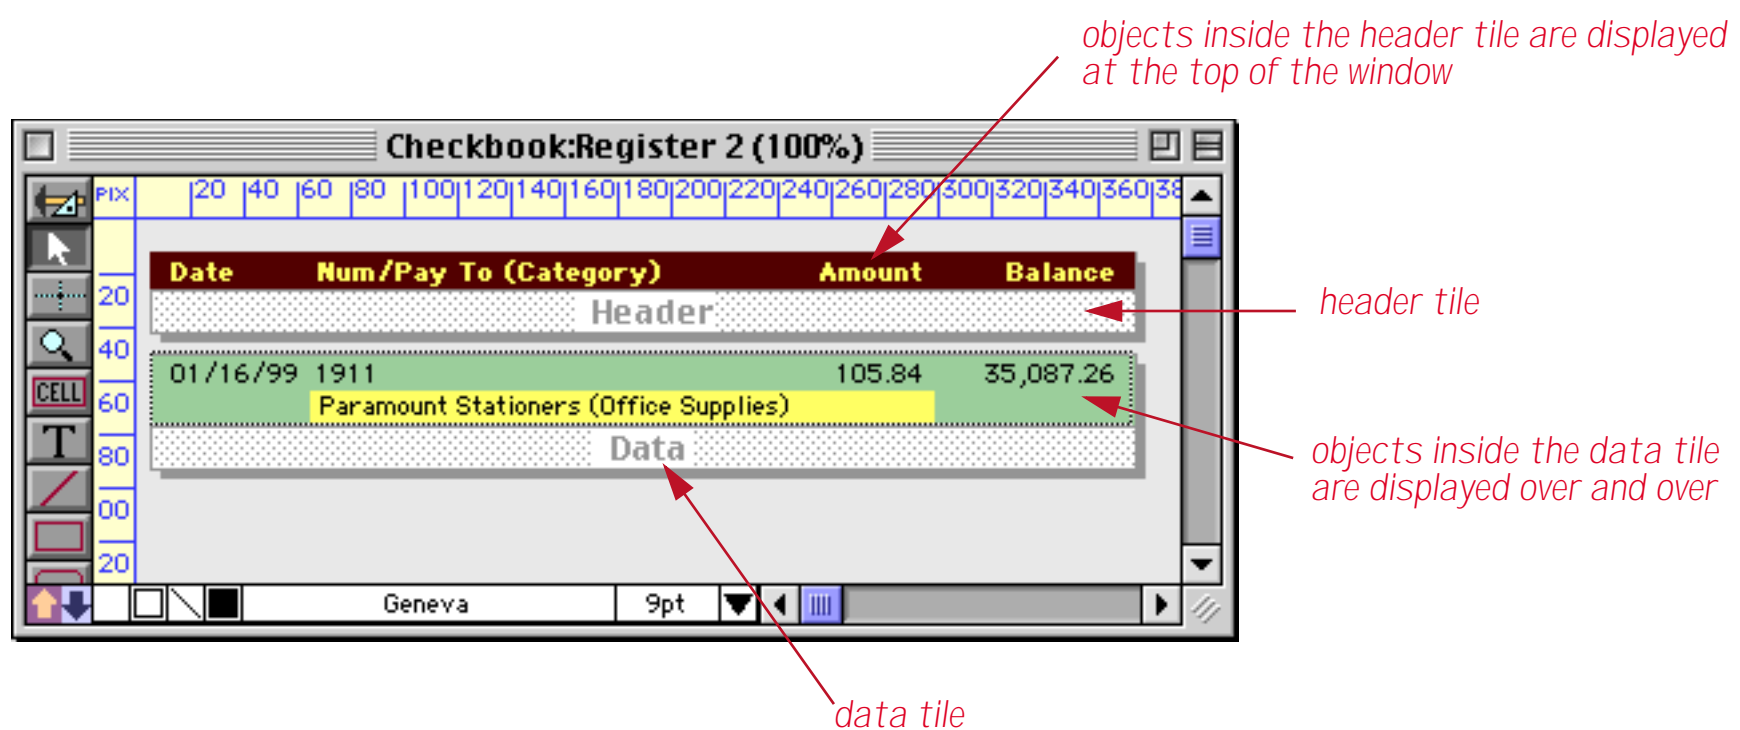 objects inside the header tile are displayed
at the top of the window
Checkbook:Register 2 (100%)
PIX |20 |40 |60 |80 |100|120|140|160|180|200|220|240|260|280|300|320|340|360|38
Date Num/Pay To (Category) Amount Balance
20
Header
header tile
40
01/16/99 1911 105.84 35,087.26
CELL
60
Paramount Stationers (Office Supplies)
T
80
Data
objects inside the data tile
are displayed over and over
00
20
Geneva 9pt
data tile